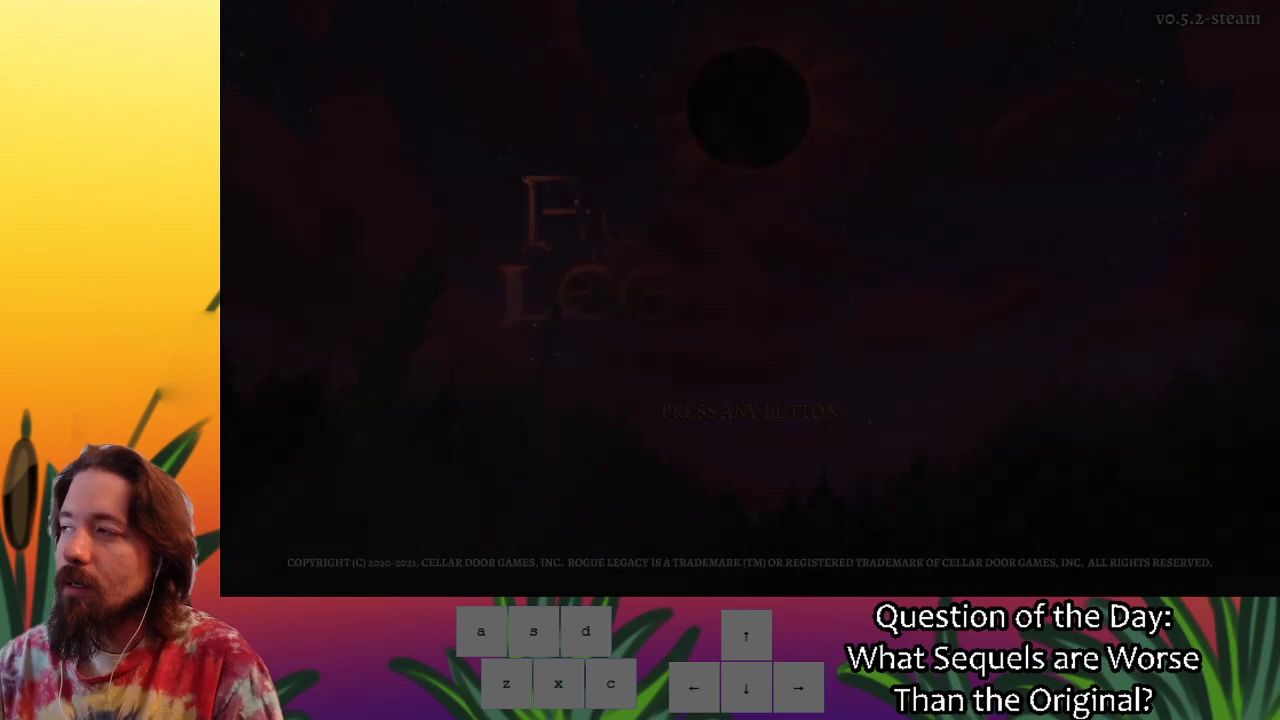 v0.5.2-steam
PRESS ANY BUTTON
COPYRIGHT (C) 2020-2021, CELLAR DOOR GAMES, INC. ROGUE LEGACY IS A TRADEMARK (TM) OR REGISTERED TRADEMARK OF CELLAR DOOR GAMES, INC. ALL RIGHTS RESERVED.
a s d
↑
z x c
← ↓ →
Question of the Day:
What Sequels are Worse
Than the Original?